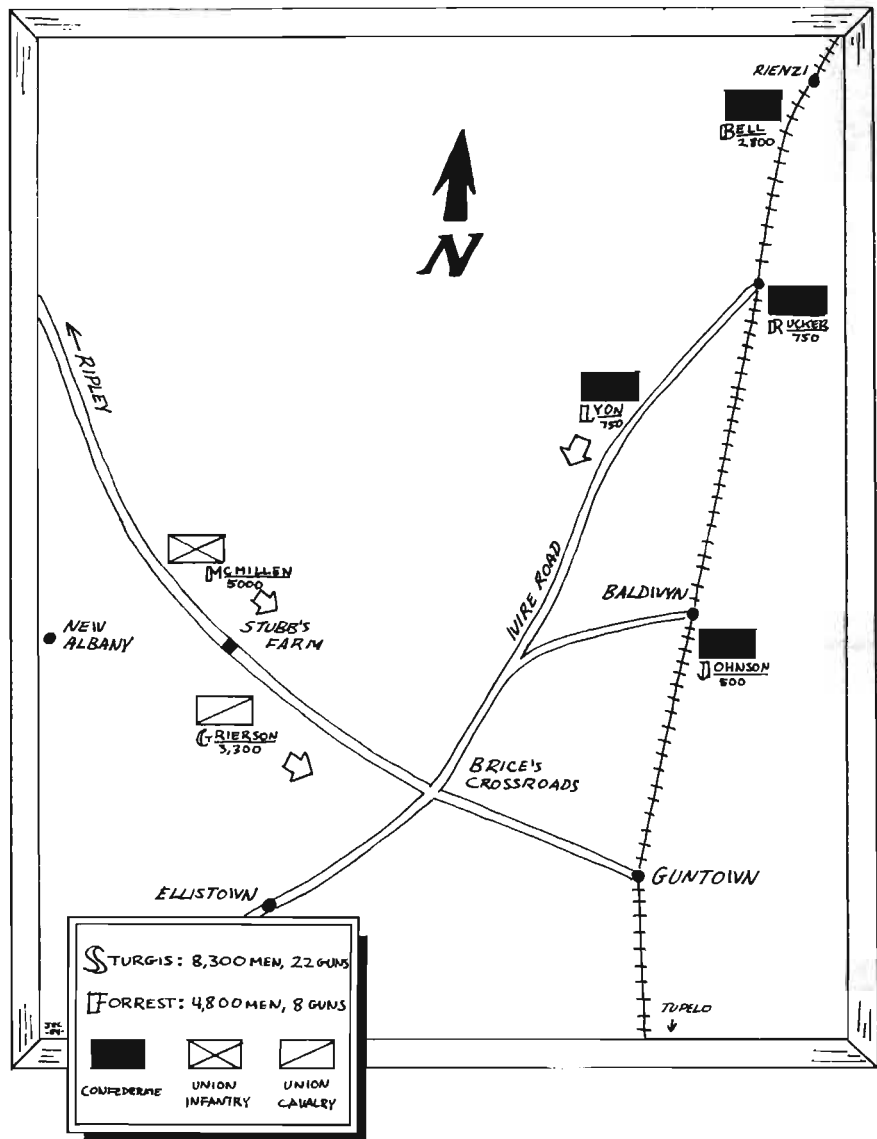 RIENZI
BELL
2,800
N
RUCKER
750
← RIPLEY
LYON
750
MCMILLEN
5000
WIRE ROAD
BALDWYN
STUBB'S
FARM
NEW
ALBANY
JOHNSON
500
GRIERSON
3,300
BRICE'S
CROSSROADS
GUNTOWN
ELLISTOWN
STURGIS: 8,300 MEN, 22 GUNS
FORREST: 4,800 MEN, 8 GUNS
TUPELO
↓
CONFEDERATE
UNION
INFANTRY
UNION
CAVALRY